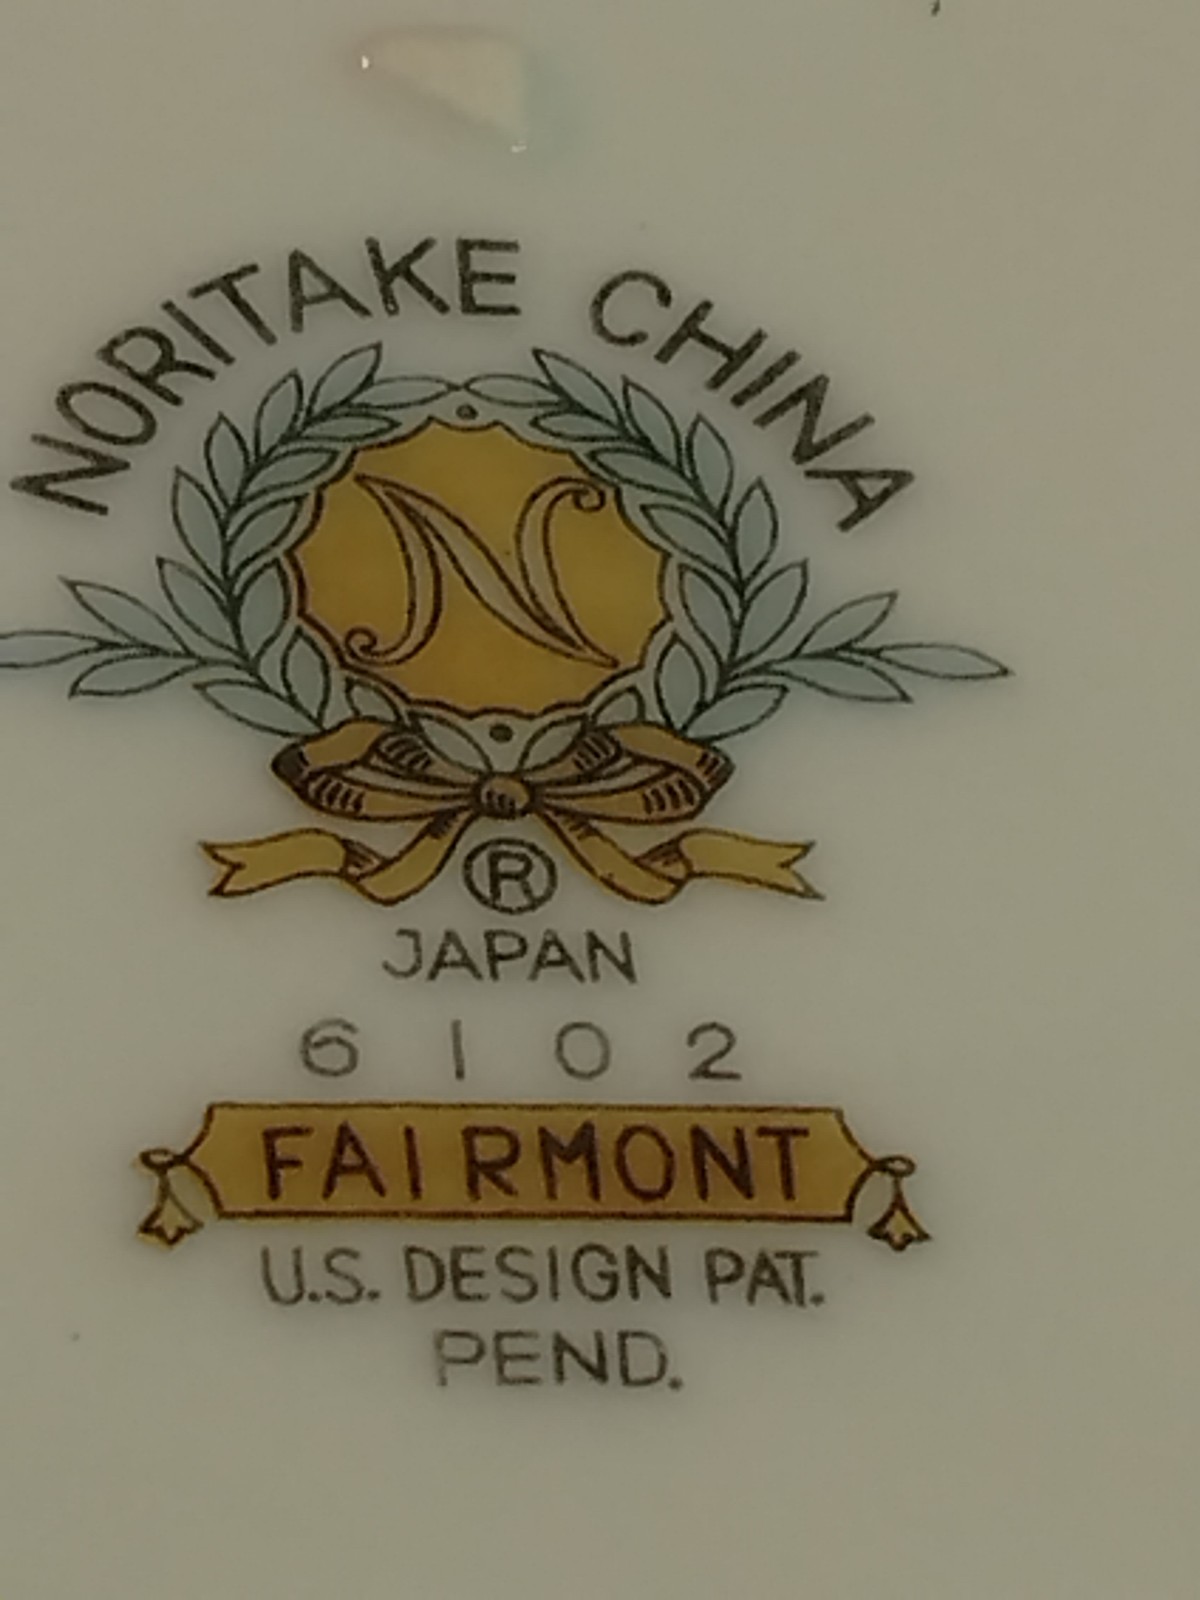 NORITAKE CHINA
N
®
JAPAN
6102
FAIRMONT
U.S. DESIGN PAT.
PEND.